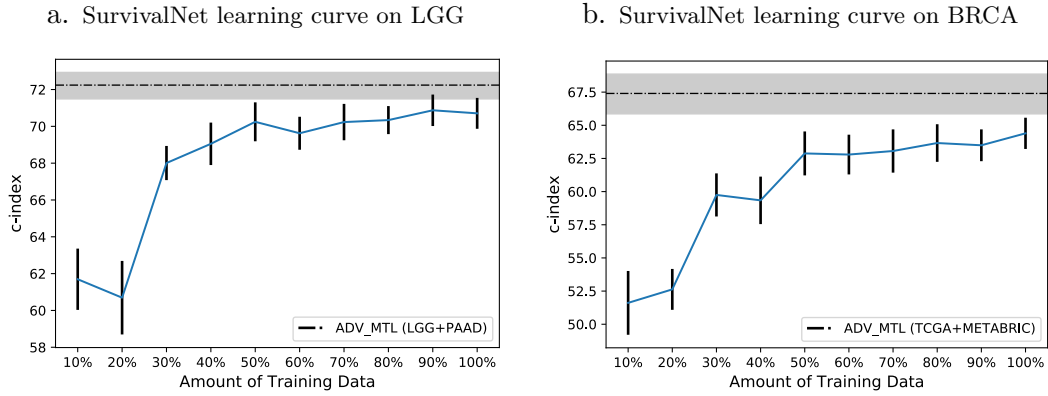 a. SurvivalNet learning curve on LGG
72
70
68
66
64
62
60
58
c-index
ADV_MTL (LGG+PAAD)
10% 20% 30% 40% 50% 60% 70% 80% 90% 100%
Amount of Training Data
b. SurvivalNet learning curve on BRCA
67.5
65.0
62.5
60.0
57.5
55.0
52.5
50.0
c-index
ADV_MTL (TCGA+METABRIC)
10% 20% 30% 40% 50% 60% 70% 80% 90% 100%
Amount of Training Data